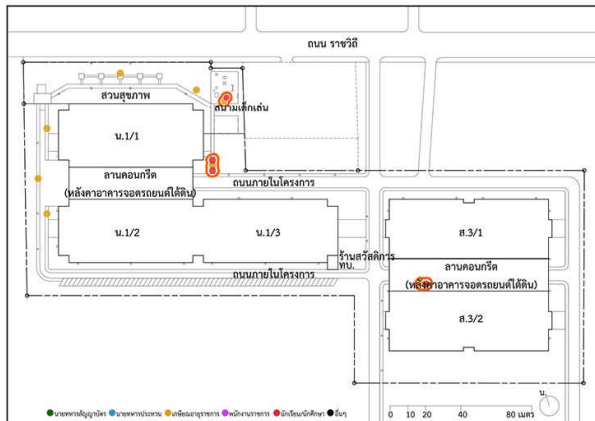 ถนน ราชวิถี
สวนสุขภาพ
สนามเด็กเล่น
น.1/1
ลานคอนกรีต
(หลังคาอาคารจอดรถยนต์ใต้ดิน)
ถนนภายในโครงการ
น.1/2
น.1/3
ส.3/1
ร้านสวัสดิการ
ทบ.
ลานคอนกรีต
(หลังคาอาคารจอดรถยนต์ใต้ดิน)
ถนนภายในโครงการ
ส.3/2
น.
นายทหารสัญญาบัตร นายทหารประทวน เกษียณอายุราชการ พนักงานราชการ นักเรียน/นักศึกษา อื่นๆ
0 10 20 40 80 เมตร